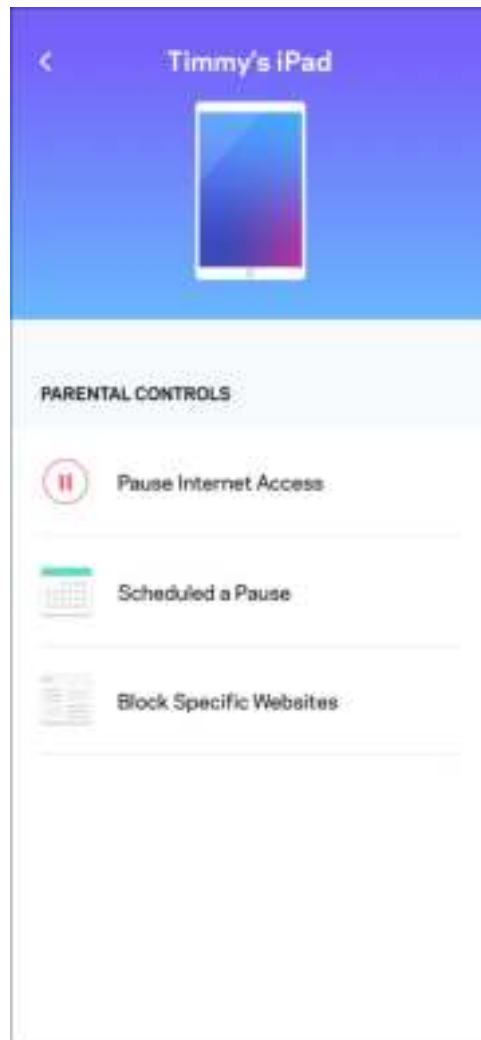 Timmy's iPad
PARENTAL CONTROLS
Pause Internet Access
Scheduled a Pause
Block Specific Websites